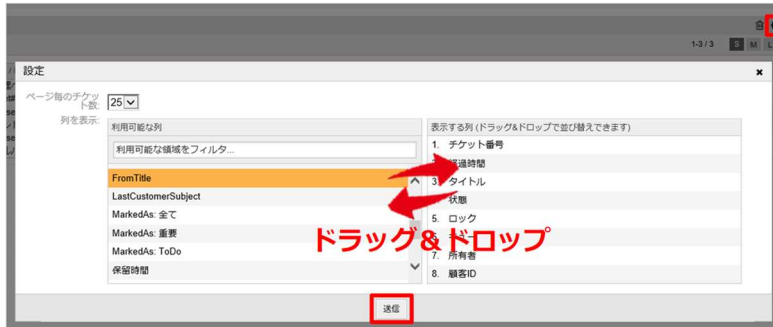 1-3 / 3 S M L
設定
ページ毎のチケット数: 25
列を表示:
利用可能な列
利用可能な領域をフィルタ...
FromTitle
LastCustomerSubject
MarkedAs: 全て
MarkedAs: 重要
MarkedAs: ToDo
保留時間
表示する列 (ドラッグ&ドロップで並び替えできます)
1. チケット番号
経過時間
3. タイトル
状態
5. ロック
7. 所有者
8. 顧客ID
ドラッグ&ドロップ
送信